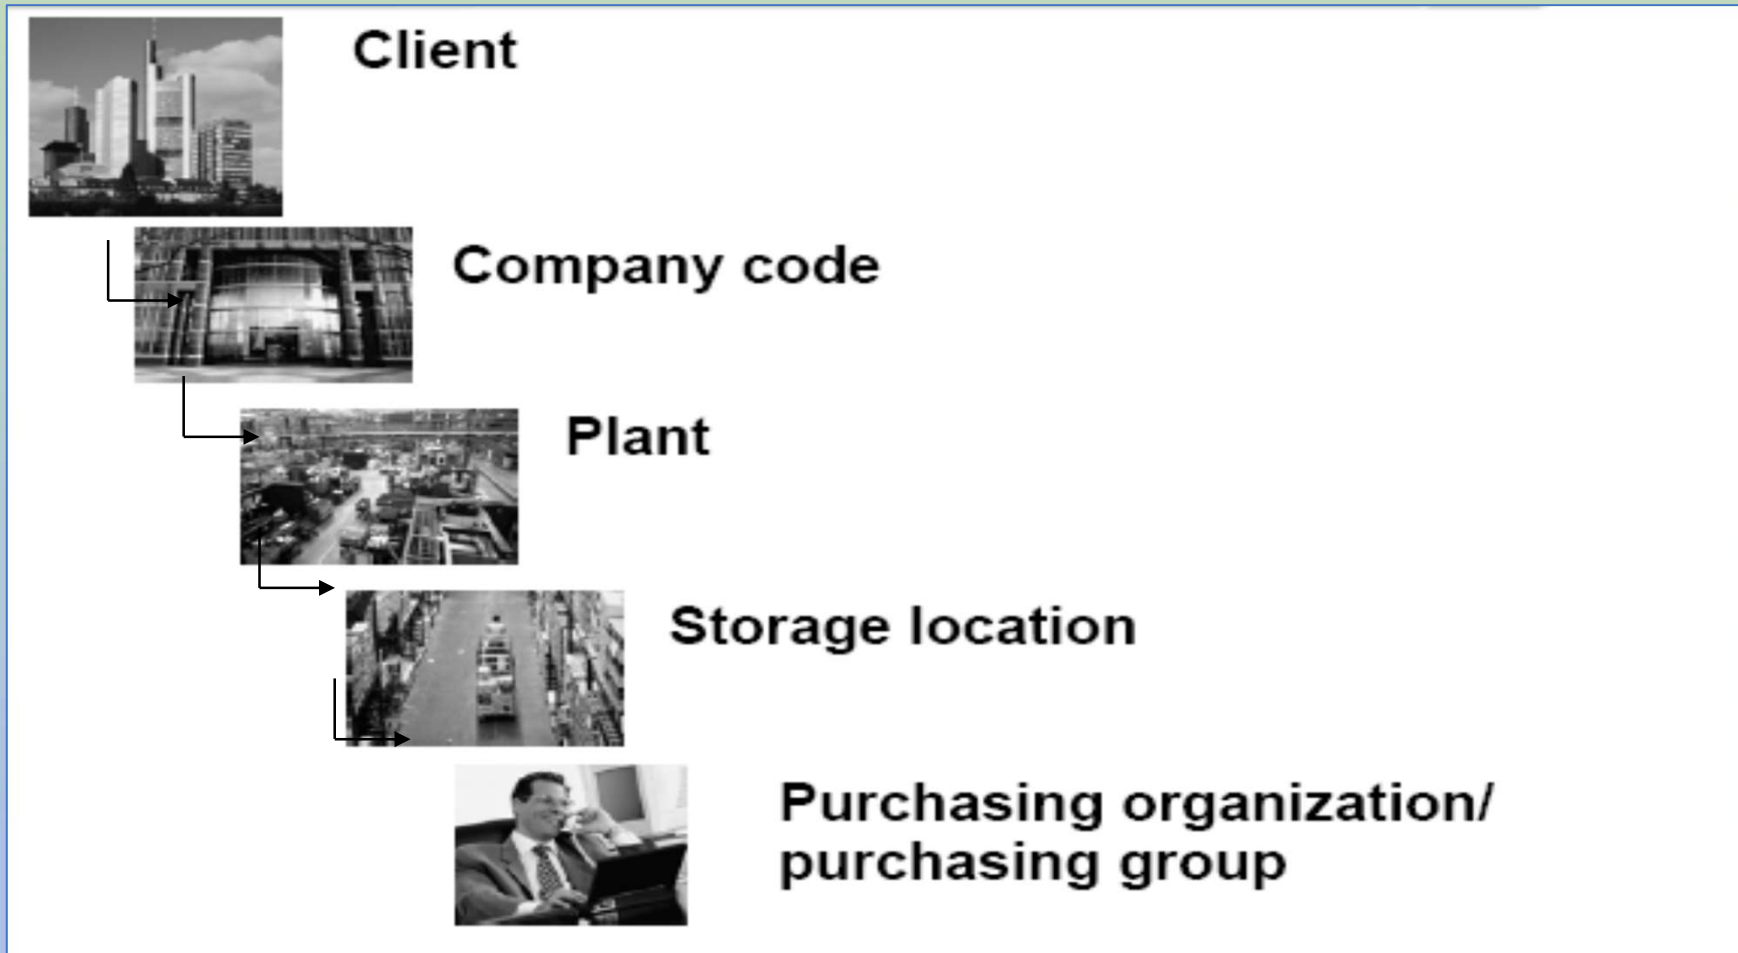 Client
Company code
Plant
Storage location
Purchasing organization/
purchasing group